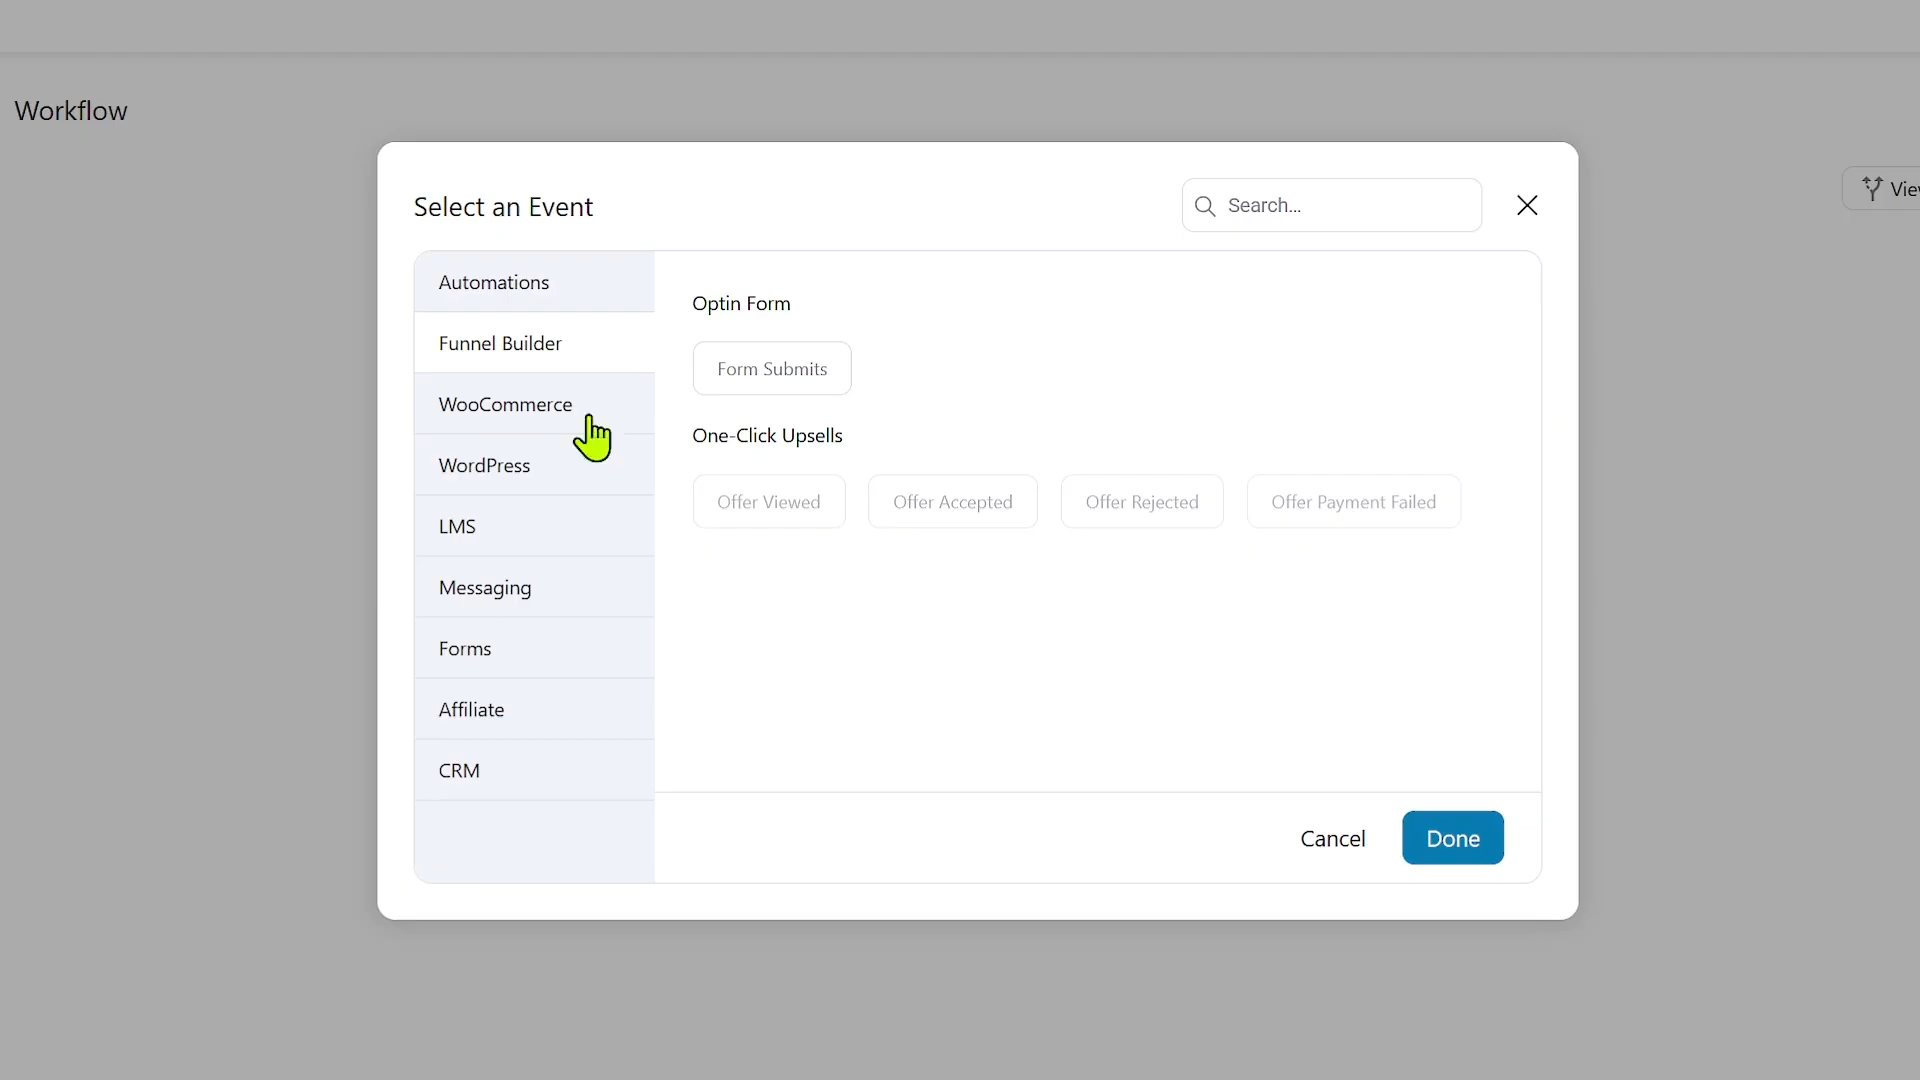 Workflow
Select an Event
Search...
Vie
Automations
Funnel Builder
WooCommerce
WordPress
LMS
Messaging
Forms
Affiliate
CRM
Optin Form
Form Submits
One-Click Upsells
Offer Viewed
Offer Accepted
Offer Rejected
Offer Payment Failed
Cancel
Done